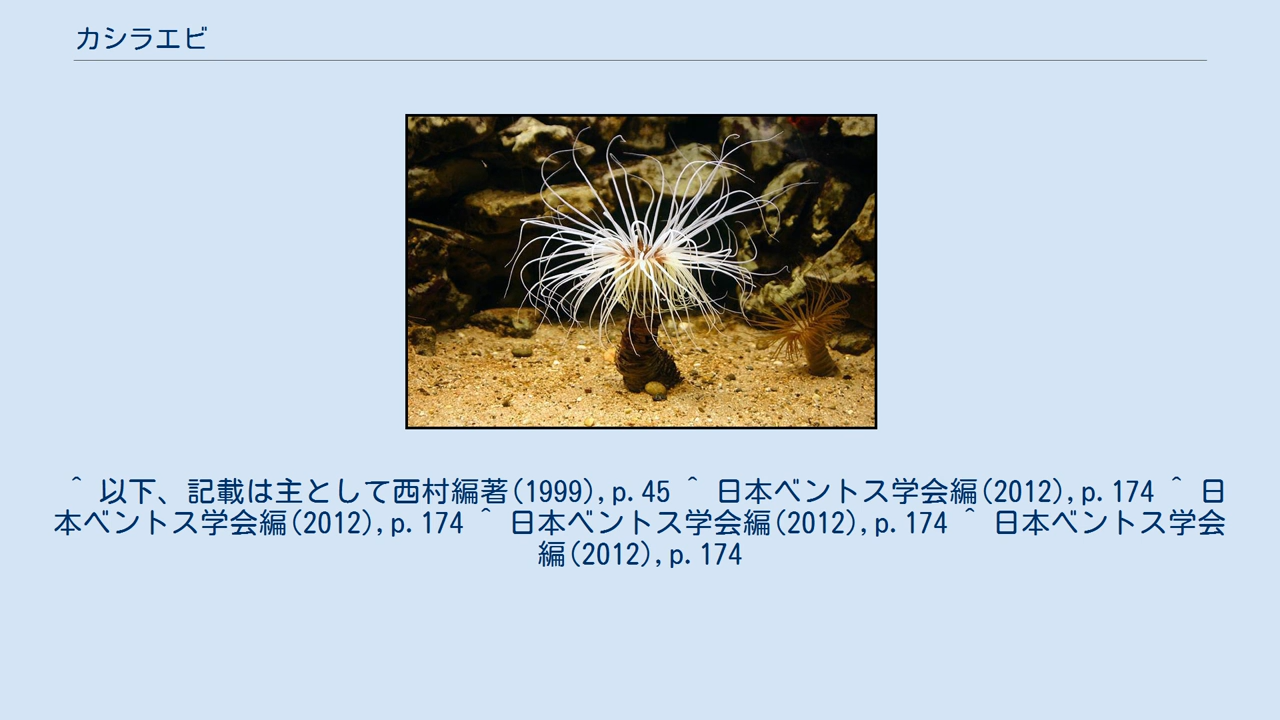 カシラエビ
^ 以下、記載は主として西村編著(1999),p.45 ^ 日本ベントス学会編(2012),p.174 ^ 日
本ベントス学会編(2012),p.174 ^ 日本ベントス学会編(2012),p.174 ^ 日本ベントス学会
編(2012),p.174